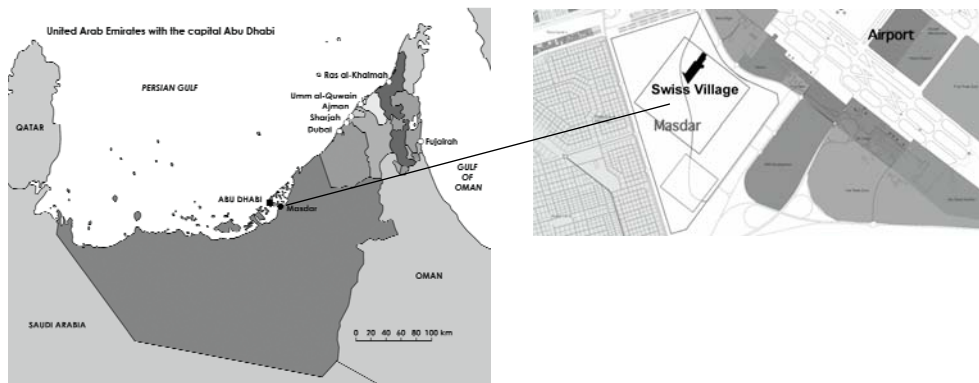 United Arab Emirates with the capital Abu Dhabi
PERSIAN GULF
QATAR
Ras al-Khaimah
Umm al-Quwain
Ajman
Sharjah
Dubai
Fujairah
GULF
OF
OMAN
ABU DHABI
Masdar
OMAN
SAUDI ARABIA
0 20 40 60 80 100 km
Airport
Swiss Village
Masdar